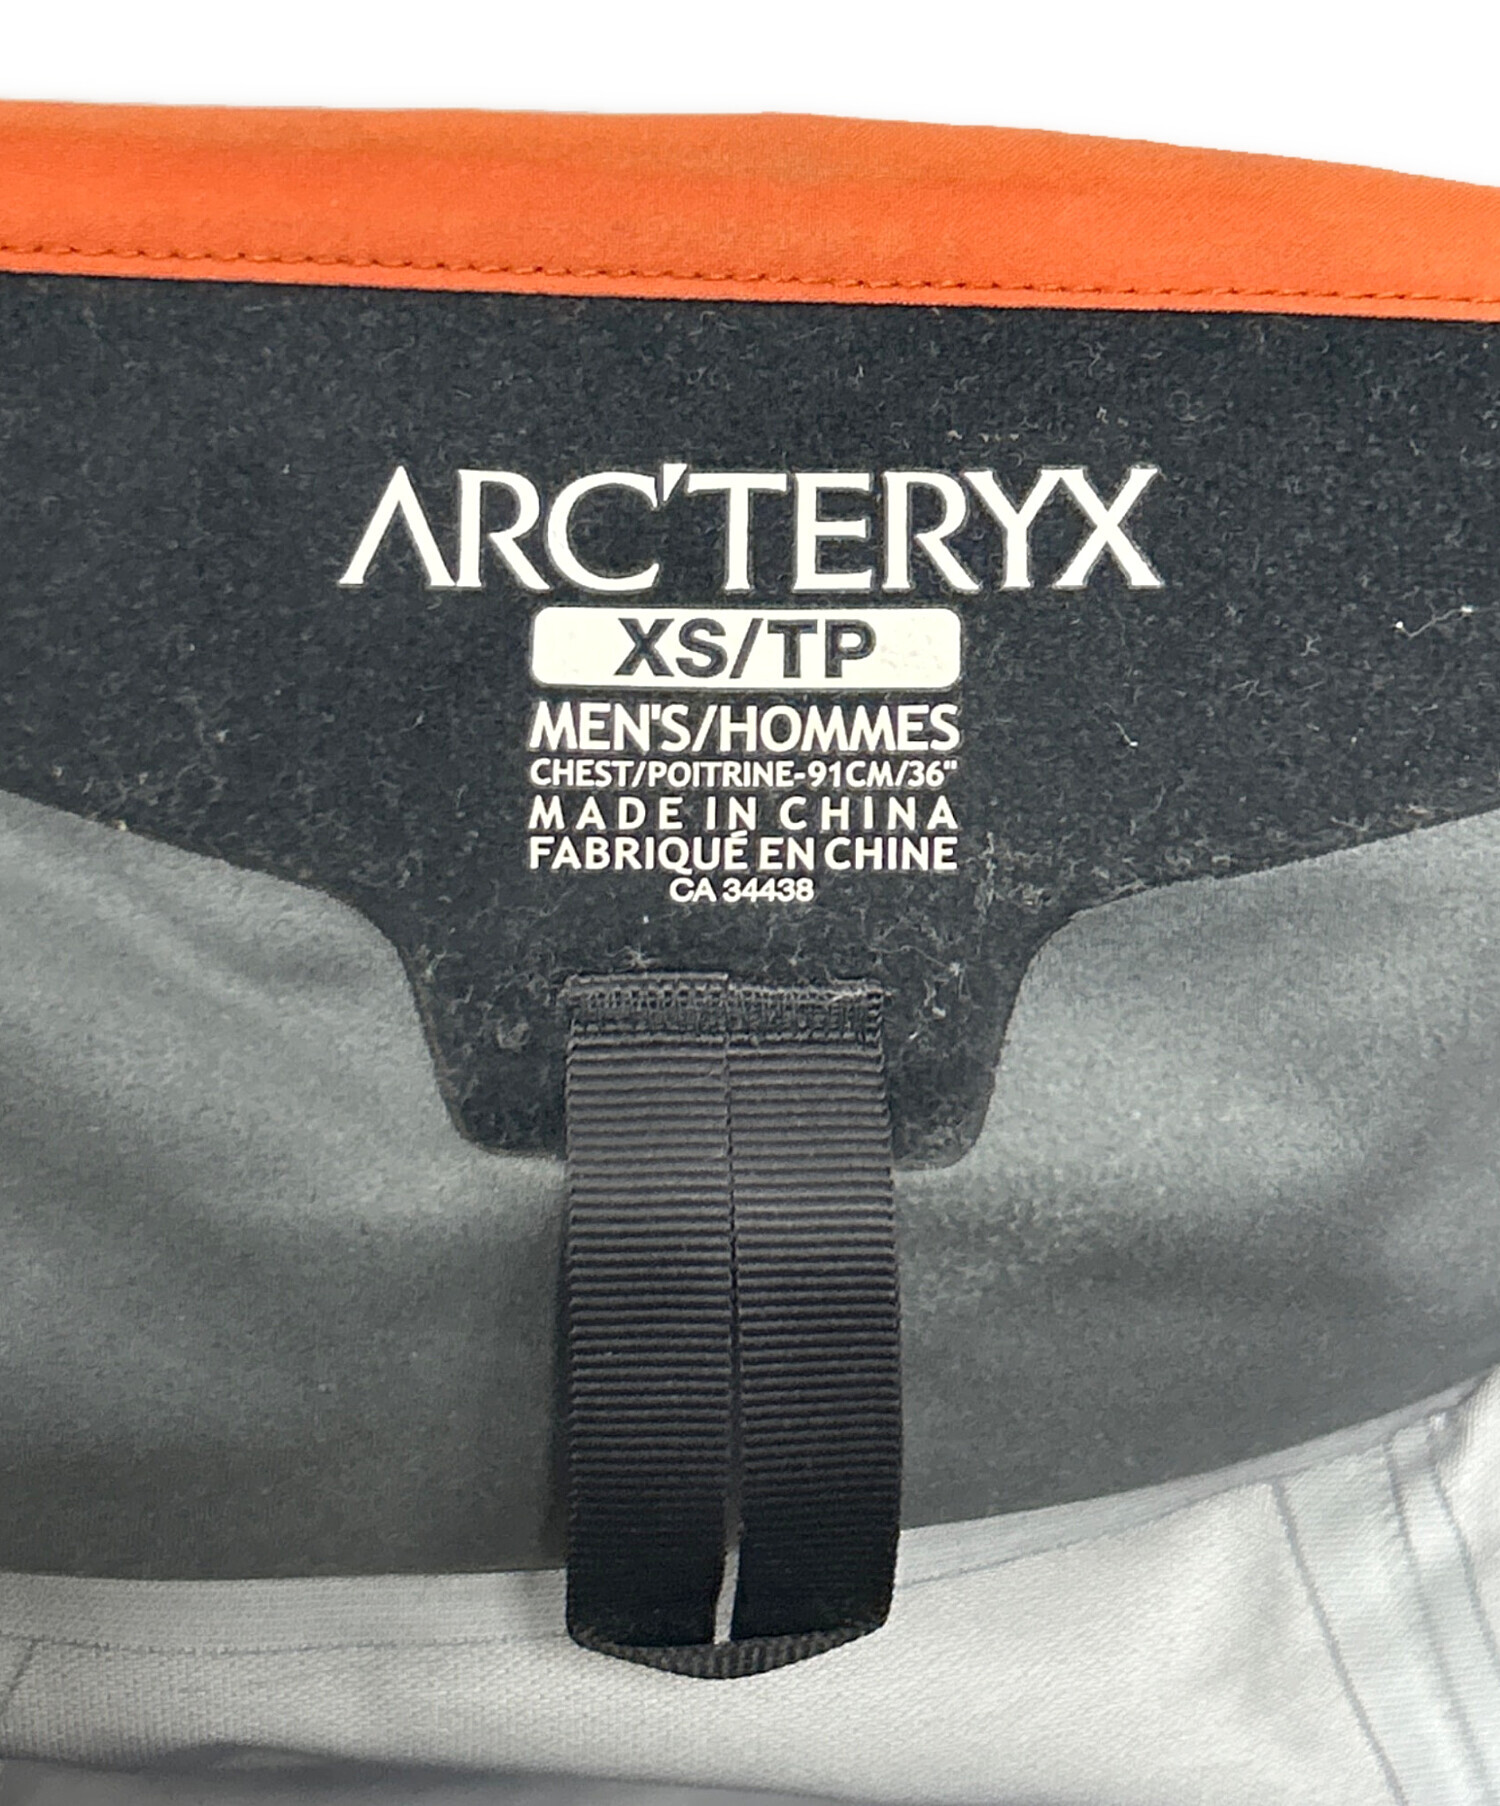 ARC'TERYX
XS/TP
MEN'S/HOMMES
CHEST/POITRINE-91CM/36"
MADE IN CHINA
FABRIQUÉ EN CHINE
CA 34438